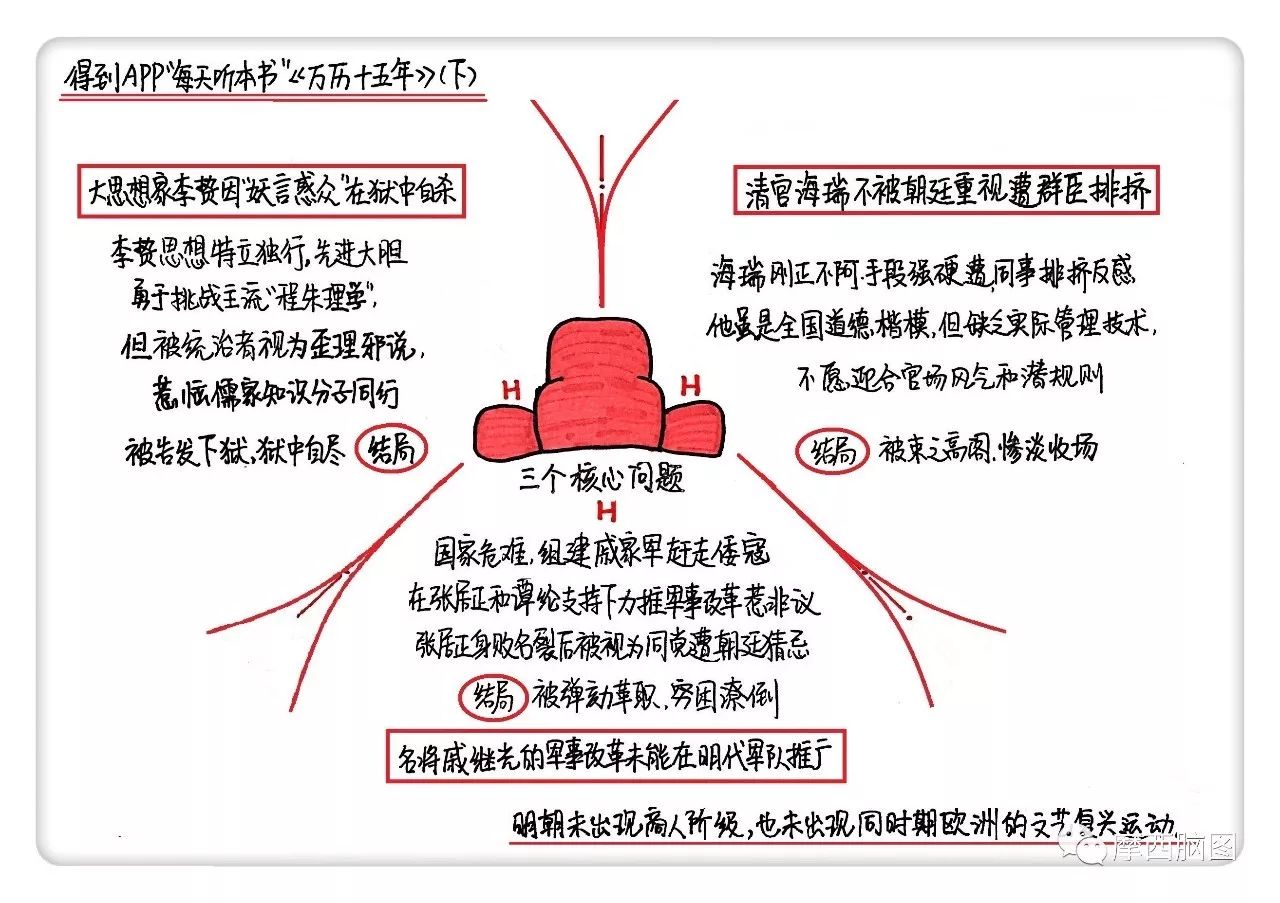 得到APP“每天听本书”《万历十五年》(下)
大思想家李贽因“妖言惑众”在狱中自杀
李贽思想特立独行,先进大胆
勇于挑战主流“程朱理学”,
但被统治者视为歪理邪说,
惹恼儒家知识分子同行
被告发下狱,狱中自尽 结局
清官海瑞不被朝廷重视遭群臣排挤
海瑞刚正不阿.手段强硬遭同事排挤反感
他虽是全国道德楷模,但缺乏实际管理技术,
不愿迎合官场风气和潜规则
结局 被束之高阁.惨淡收场
H
H
三个核心问题
H
国家危难,组建戚家军赶走倭寇
在张居正和谭纶支持下力推军事改革惹非议
张居正身败名裂后被视为同党遭朝廷猜忌
结局 被弹劾革职.穷困潦倒
名将戚继光的军事改革未能在明代军队推广
明朝未出现商人阶级,也未出现同时期欧洲的文艺复兴运动.
摩西脑图